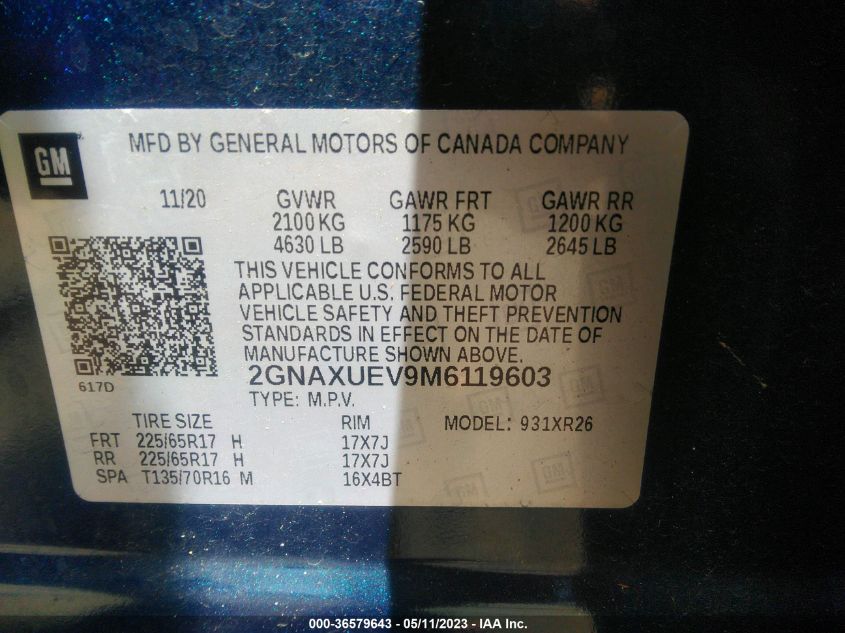 GM
MFD BY GENERAL MOTORS OF CANADA COMPANY
11/20 GVWR GAWR FRT GAWR RR
2100 KG 1175 KG 1200 KG
4630 LB 2590 LB 2645 LB
THIS VEHICLE CONFORMS TO ALL
APPLICABLE U.S. FEDERAL MOTOR
VEHICLE SAFETY AND THEFT PREVENTION
STANDARDS IN EFFECT ON THE DATE OF
MANUFACTURE SHOWN ABOVE.
617D
2GNAXUEV9M6119603
TYPE: M.P.V.
TIRE SIZE RIM MODEL: 931XR26
FRT 225/65R17 H 17X7J
RR 225/65R17 H 17X7J
SPA T135/70R16 M 16X4BT
000-36579643 - 05/11/2023 - IAA Inc.